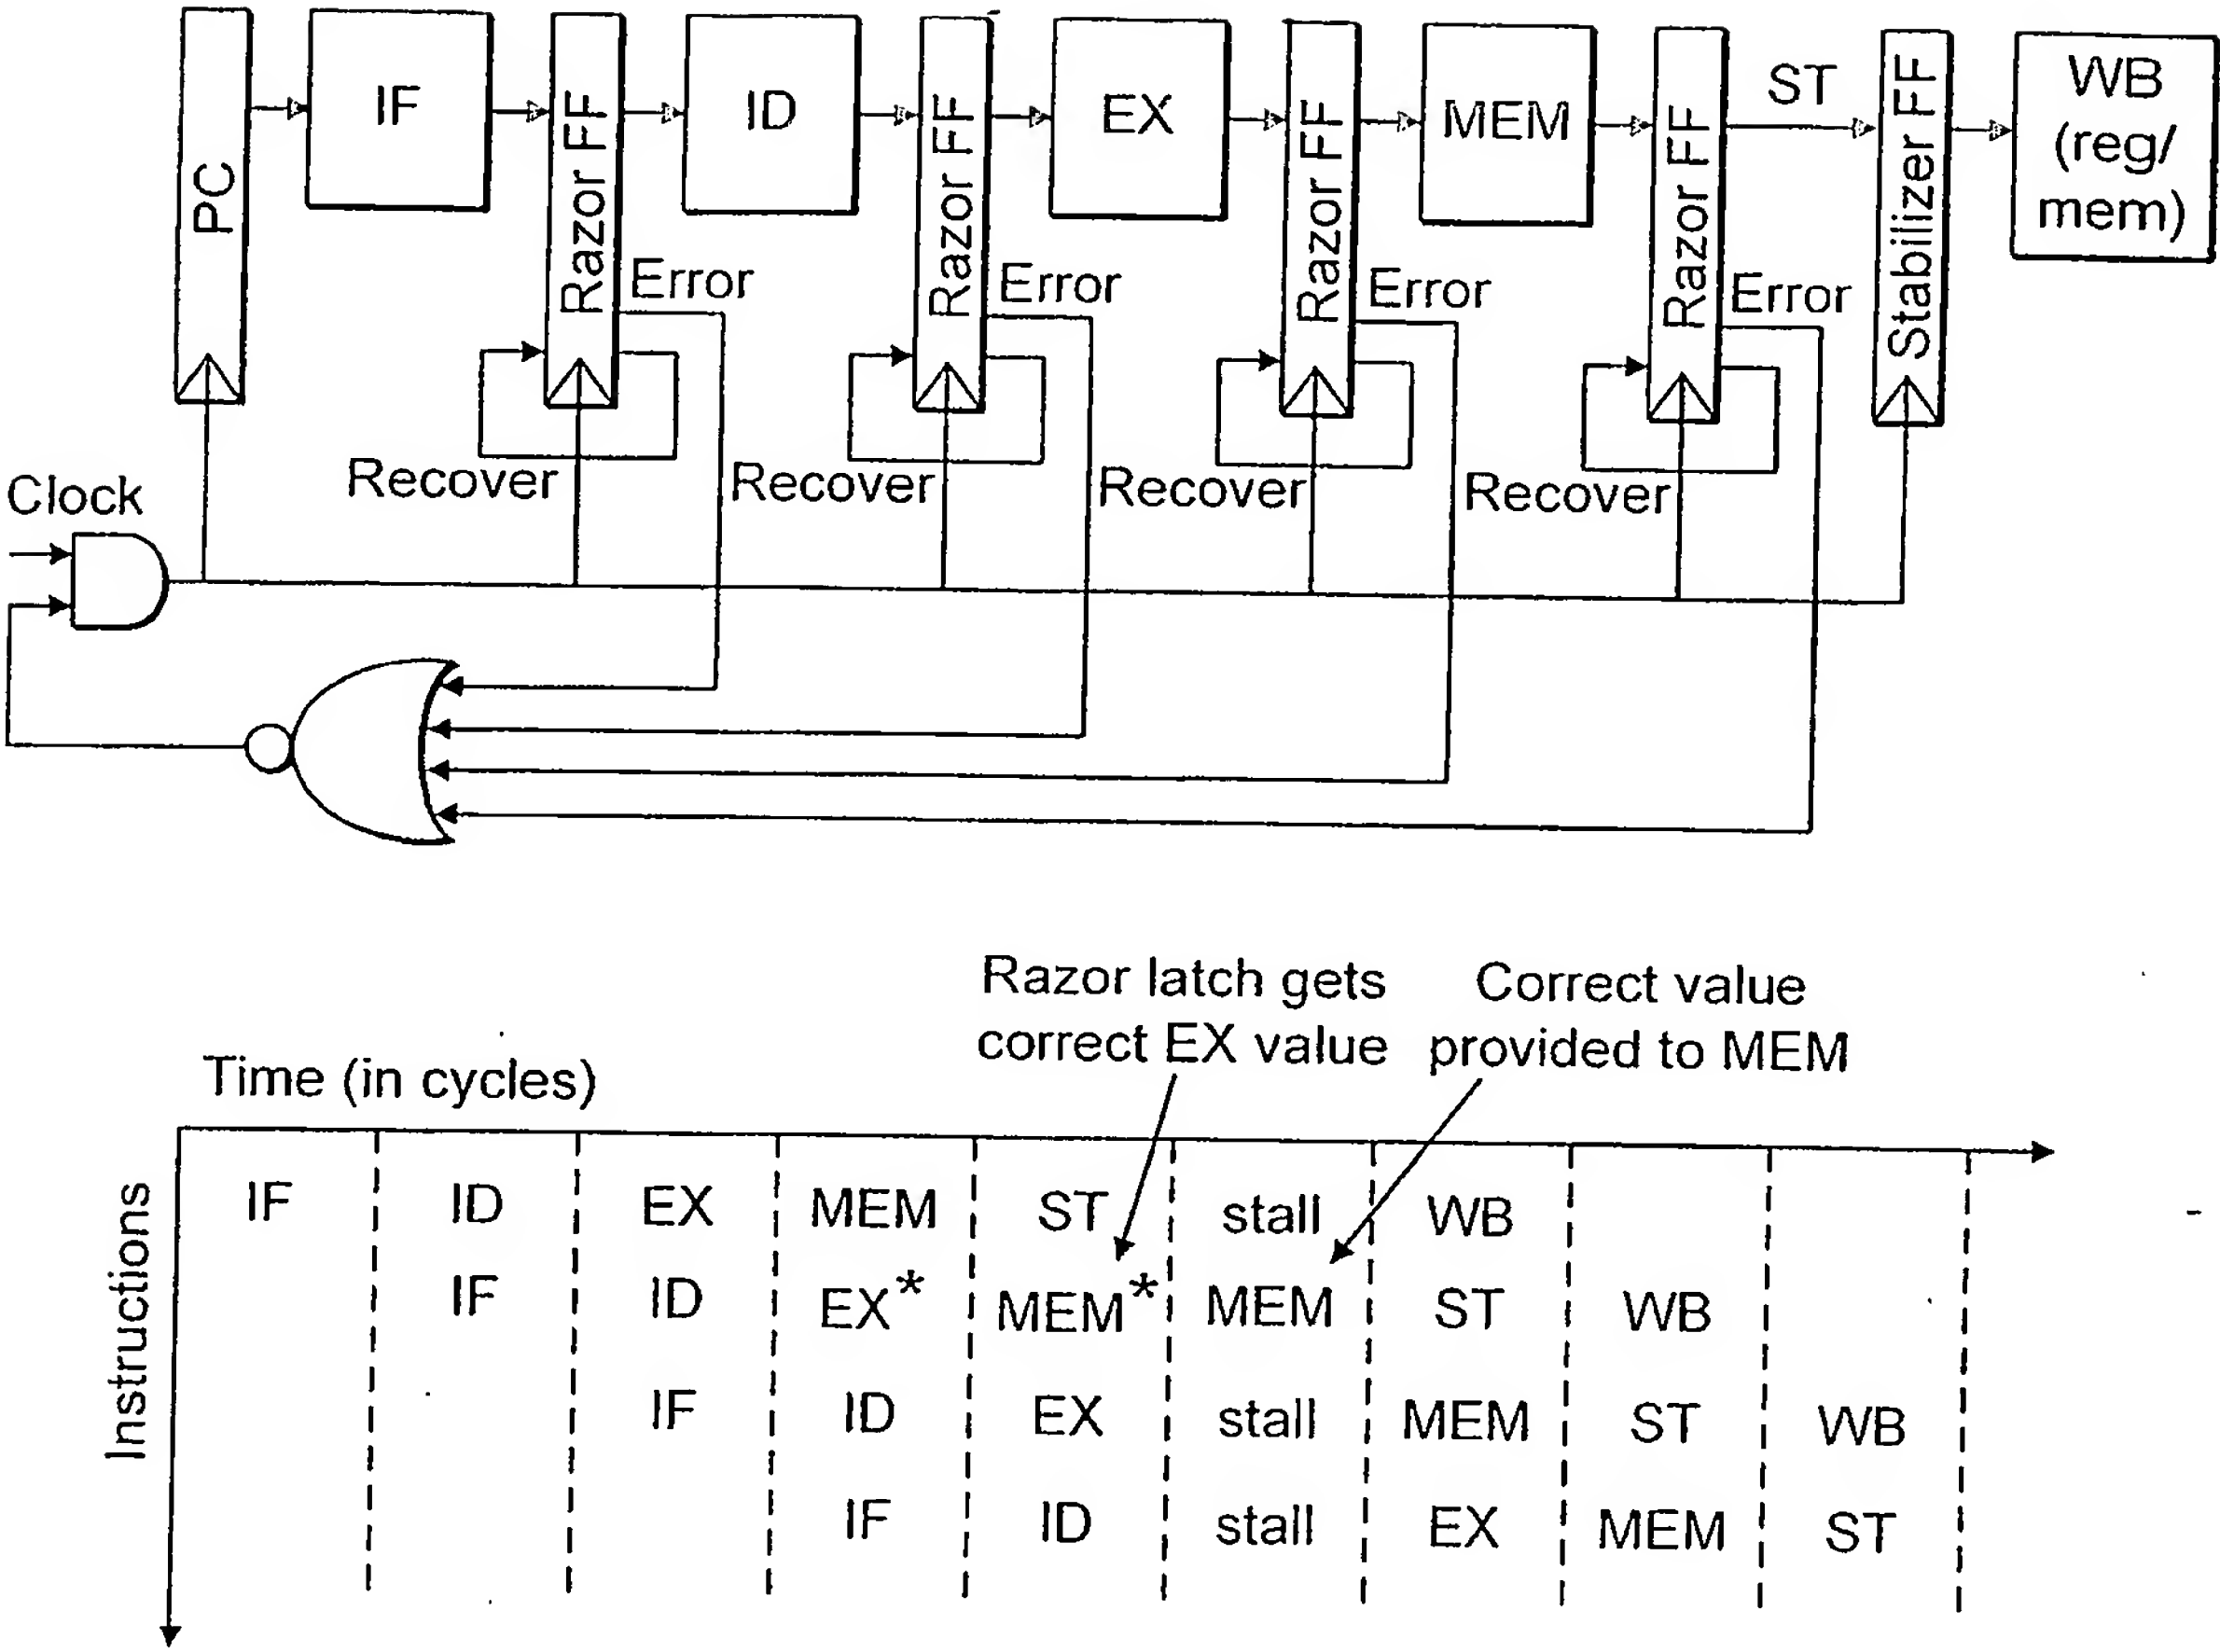 PC
IF
Razor FF
ID
Razor FF
EX
Razor FF
MEM
Razor FF
ST
Stabilizer FF
WB
(reg/
mem)
Error
Error
Error
Error
Recover
Recover
Recover
Recover
Clock
Razor latch gets
correct EX value
Correct value
provided to MEM
Time (in cycles)
Instructions
IF ID EX MEM ST stall WB
IF ID EX* MEM* MEM ST WB
IF ID EX stall MEM ST WB
IF ID stall EX MEM ST